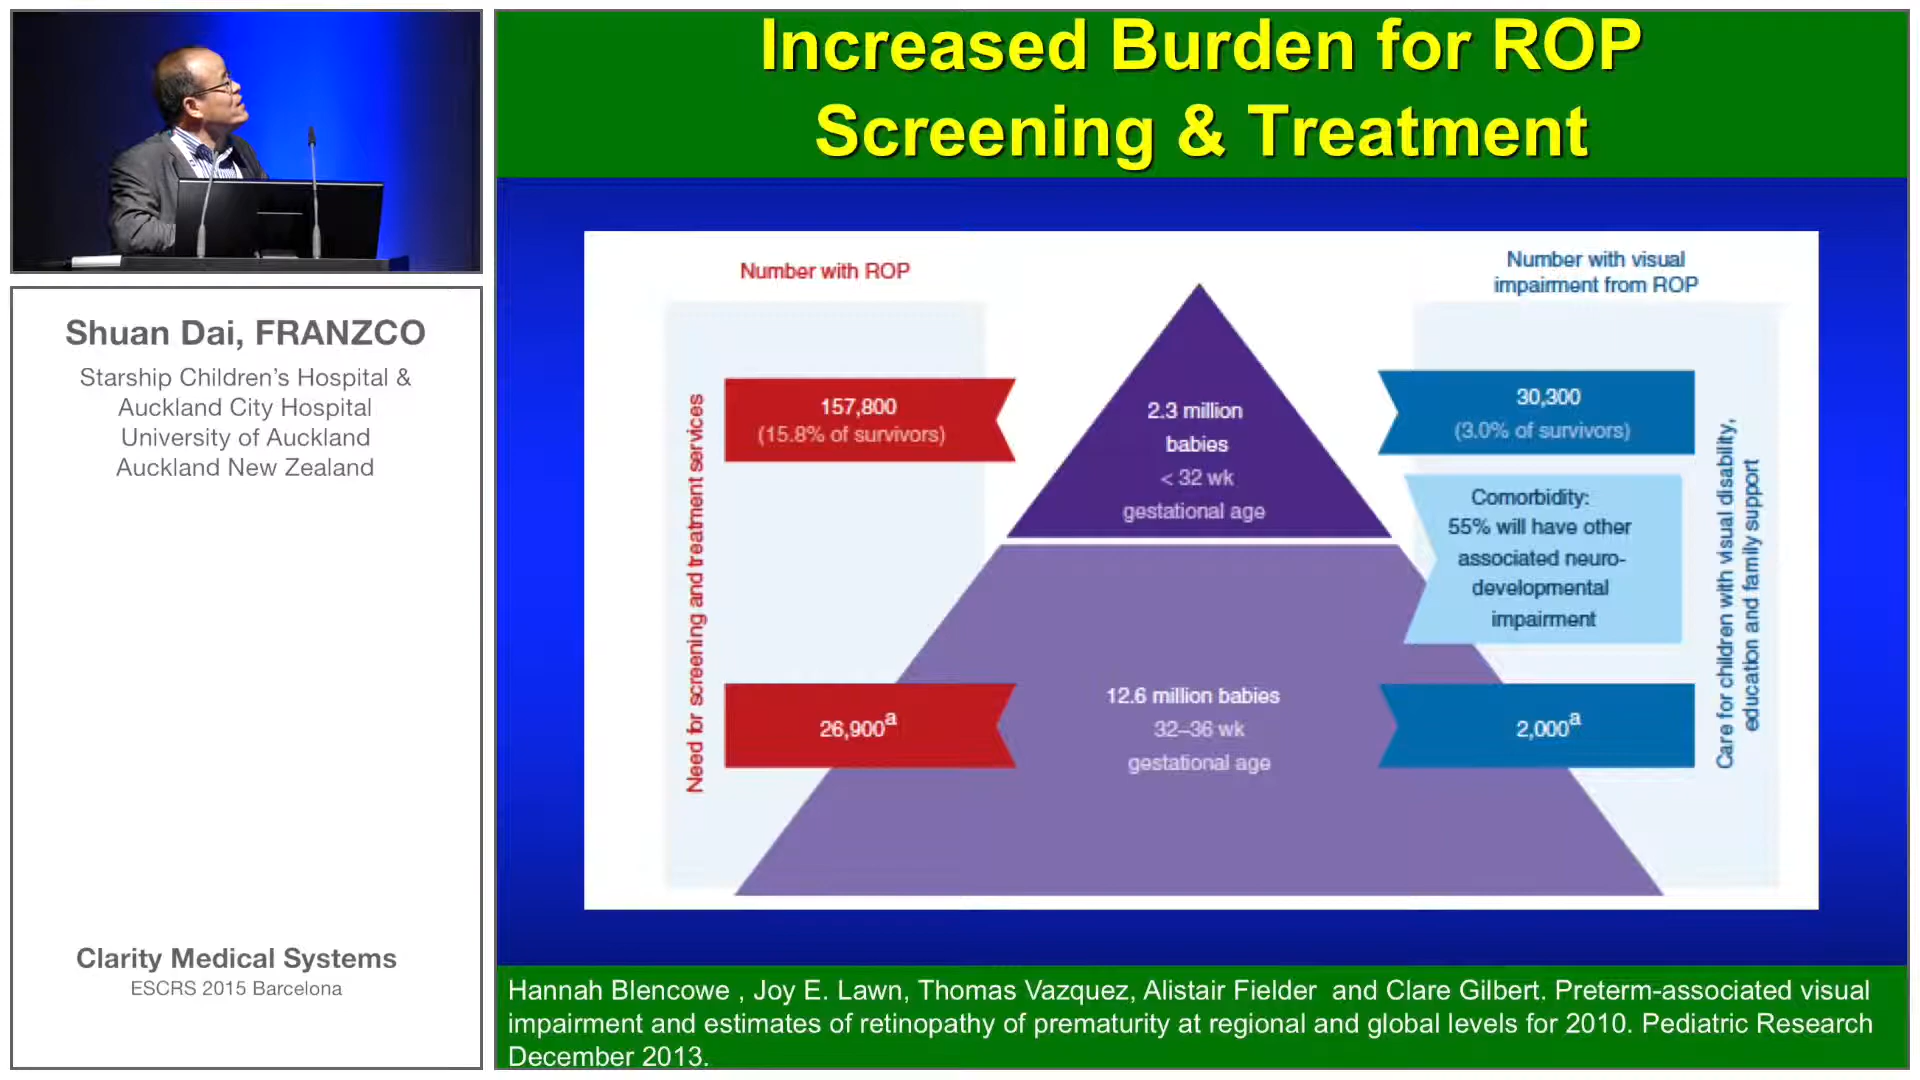 Increased Burden for ROP
Screening & Treatment
Shuan Dai, FRANZCO
Starship Children's Hospital &
Auckland City Hospital
University of Auckland
Auckland New Zealand
Clarity Medical Systems
ESCRS 2015 Barcelona
Number with ROP
Number with visual
impairment from ROP
Need for screening and treatment services
157,800
(15.8% of survivors)
2.3 million
babies
< 32 wk
gestational age
30,300
(3.0% of survivors)
Comorbidity:
55% will have other
associated neuro-
developmental
impairment
Care for children with visual disability,
education and family support
26,900a
12.6 million babies
32–36 wk
gestational age
2,000a
Hannah Blencowe , Joy E. Lawn, Thomas Vazquez, Alistair Fielder and Clare Gilbert. Preterm-associated visual
impairment and estimates of retinopathy of prematurity at regional and global levels for 2010. Pediatric Research
December 2013.